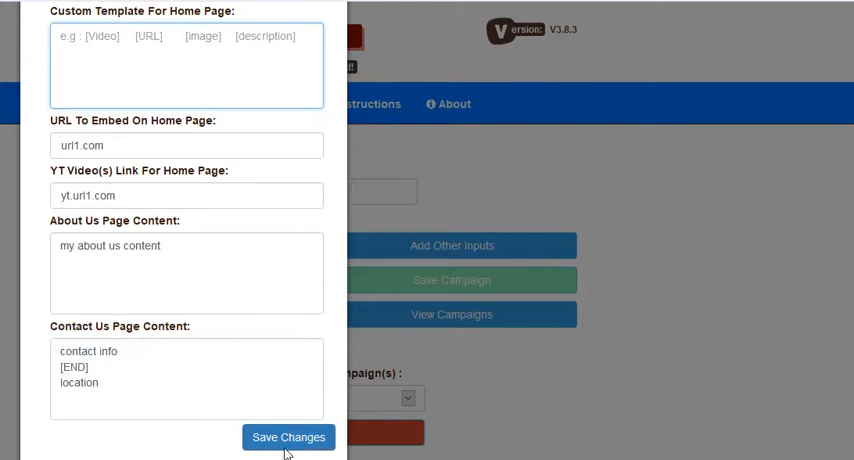 Custom Template For Home Page:
e.g : [Video] [URL] [image] [description]
URL To Embed On Home Page:
url1.com
YT Video(s) Link For Home Page:
yt.url1.com
About Us Page Content:
my about us content
Contact Us Page Content:
contact info
[END]
location
Save Changes
Version: V3.8.3
structions
About
Add Other Inputs
Save Campaign
View Campaigns
mpaign(s) :